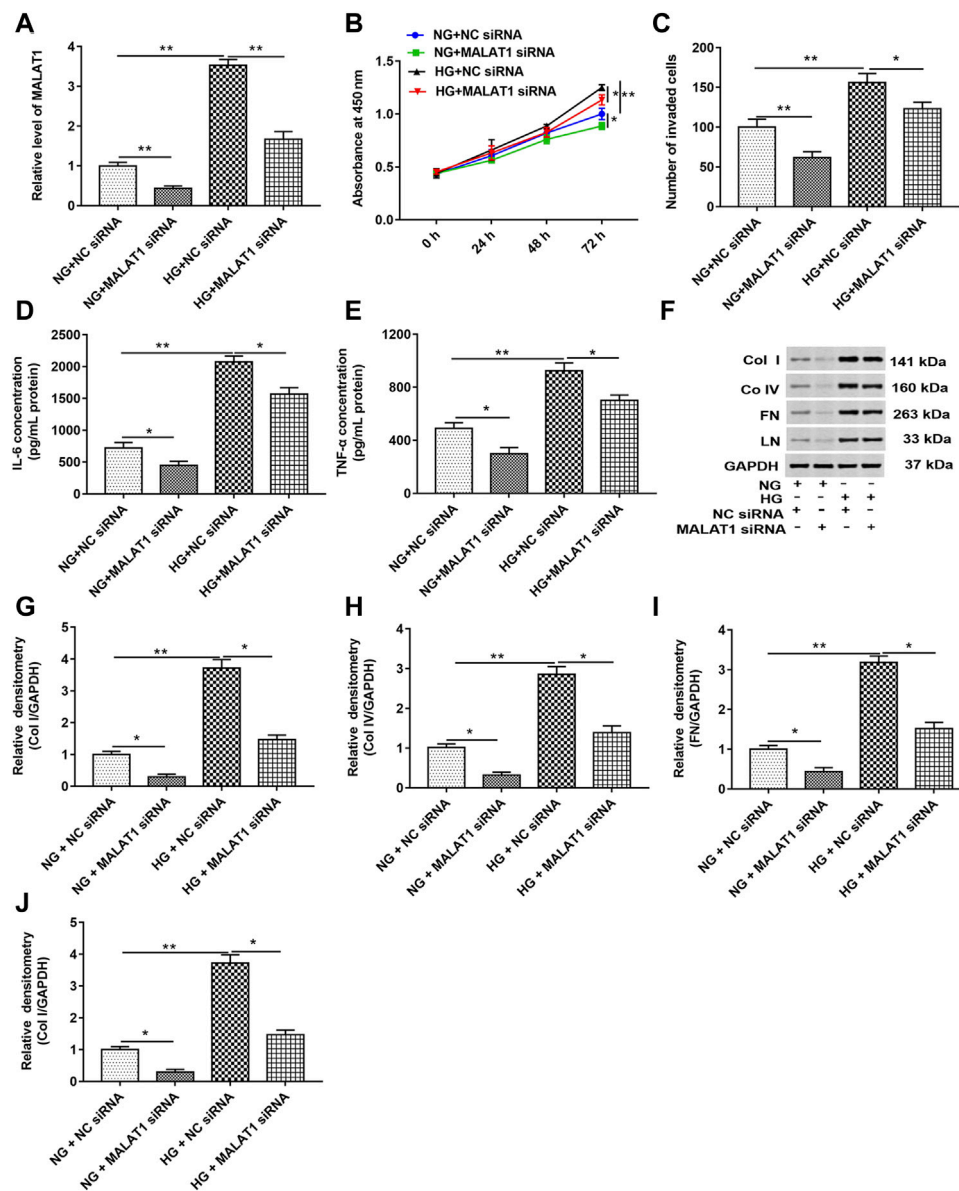 A
Relative level of MALAT1
4
3
2
1
0
**
**
**
NG+NC siRNA
NG+MALAT1 siRNA
HG+NC siRNA
HG+MALAT1 siRNA
B
NG+NC siRNA
NG+MALAT1 siRNA
HG+NC siRNA
HG+MALAT1 siRNA
Absorbance at 450 nm
1.5
1.0
0.5
0.0
*
**
*
0 h
24 h
48 h
72 h
C
Number of invaded cells
200
150
100
50
0
**
*
**
NG+NC siRNA
NG+MALAT1 siRNA
HG+NC siRNA
HG+MALAT1 siRNA
D
IL-6 concentration
(pg/mL protein)
2500
2000
1500
1000
500
0
**
*
*
NG+NC siRNA
NG+MALAT1 siRNA
HG+NC siRNA
HG+MALAT1 siRNA
E
TNF-α concentration
(pg/mL protein)
1200
900
600
300
0
**
*
*
NG+NC siRNA
NG+MALAT1 siRNA
HG+NC siRNA
HG+MALAT1 siRNA
F
Col I 141 kDa
Co IV 160 kDa
FN 263 kDa
LN 33 kDa
GAPDH 37 kDa
NG + + - -
HG - - + +
NC siRNA + - + -
MALAT1 siRNA - + - +
G
Relative densitometry
(Col I/GAPDH)
5
4
3
2
1
0
**
*
*
NG + NC siRNA
NG + MALAT1 siRNA
HG + NC siRNA
HG + MALAT1 siRNA
H
Relative densitometry
(Col IV/GAPDH)
4
3
2
1
0
**
*
*
NG + NC siRNA
NG + MALAT1 siRNA
HG + NC siRNA
HG + MALAT1 siRNA
I
Relative densitometry
(FN/GAPDH)
4
3
2
1
0
**
*
*
NG + NC siRNA
NG + MALAT1 siRNA
HG + NC siRNA
HG + MALAT1 siRNA
J
Relative densitometry
(Col I/GAPDH)
5
4
3
2
1
0
**
*
*
NG + NC siRNA
NG + MALAT1 siRNA
HG + NC siRNA
HG + MALAT1 siRNA